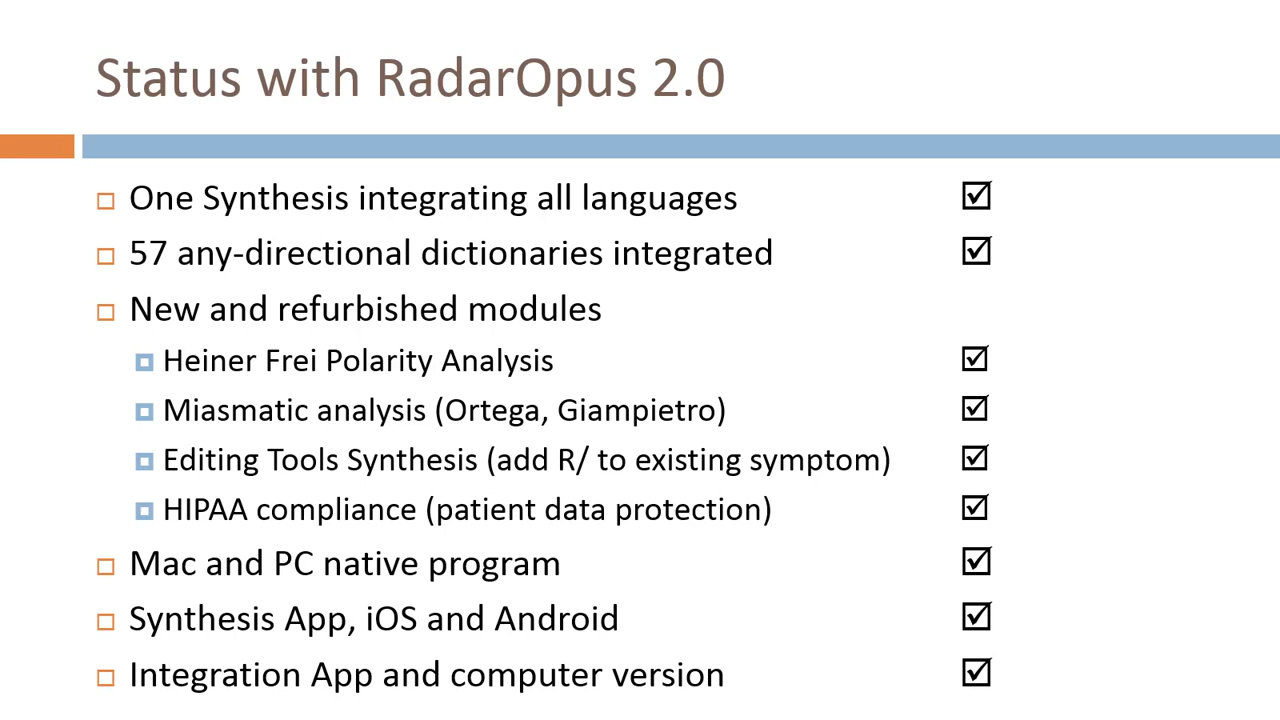 Status with RadarOpus 2.0
One Synthesis integrating all languages ☑
57 any-directional dictionaries integrated ☑
New and refurbished modules
Heiner Frei Polarity Analysis ☑
Miasmatic analysis (Ortega, Giampietro) ☑
Editing Tools Synthesis (add R/ to existing symptom) ☑
HIPAA compliance (patient data protection) ☑
Mac and PC native program ☑
Synthesis App, iOS and Android ☑
Integration App and computer version ☑